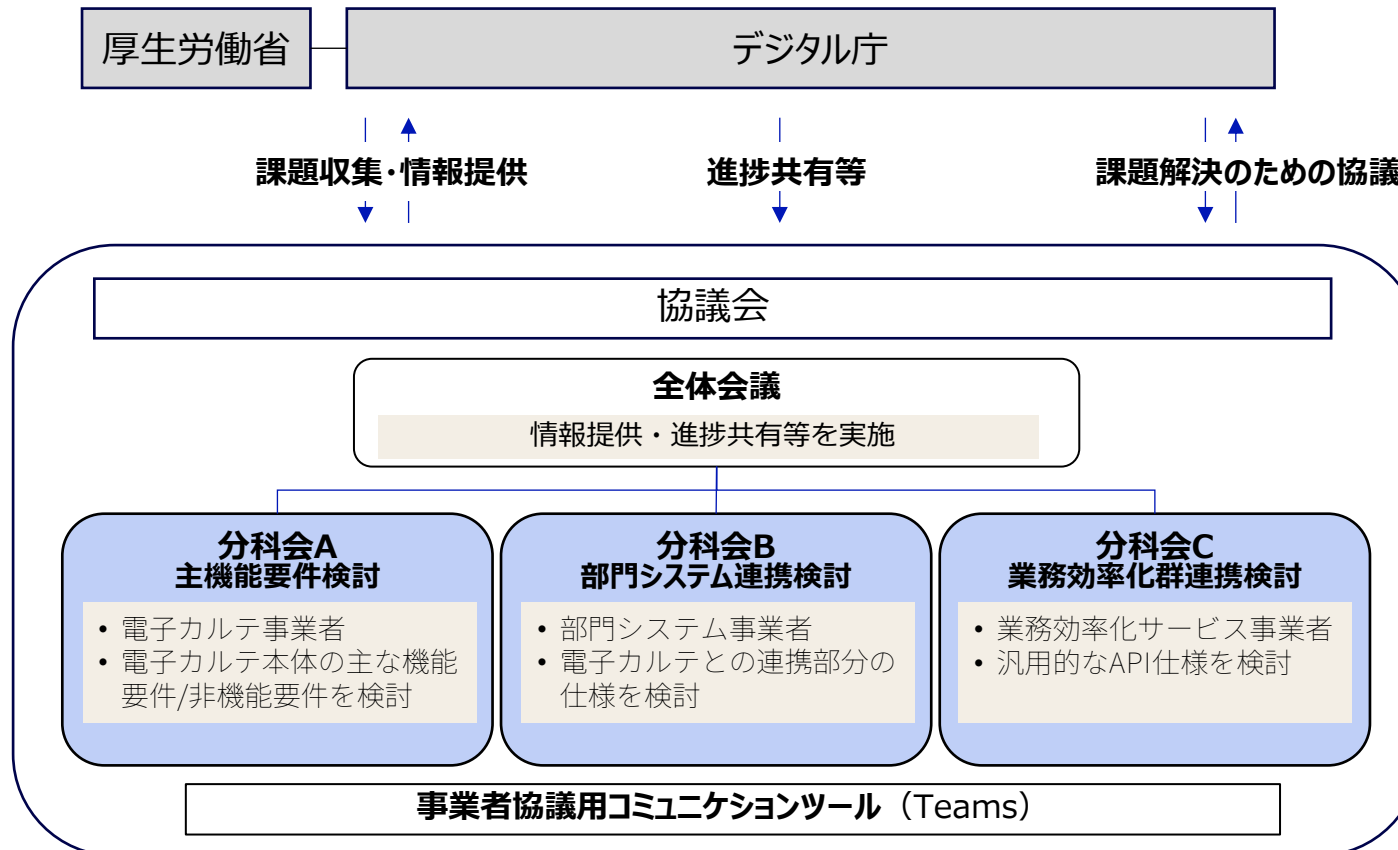 厚生労働省
デジタル庁
課題収集・情報提供
進捗共有等
課題解決のための協議
協議会
全体会議
情報提供・進捗共有等を実施
分科会A
主機能要件検討
• 電子カルテ事業者
• 電子カルテ本体の主な機能
要件/非機能要件を検討
分科会B
部門システム連携検討
• 部門システム事業者
• 電子カルテとの連携部分の
仕様を検討
分科会C
業務効率化群連携検討
• 業務効率化サービス事業者
• 汎用的なAPI仕様を検討
事業者協議用コミュニケションツール（Teams）